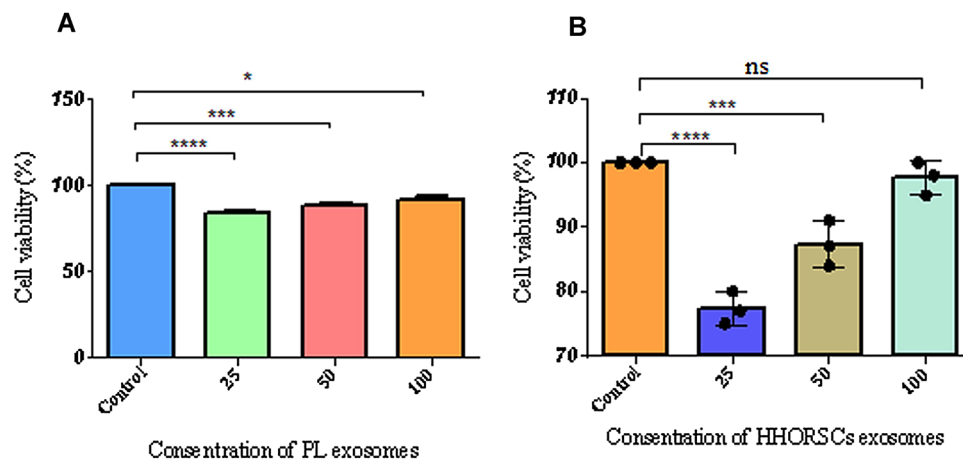 A
*
***
****
150
100
50
0
Cell viability (%)
Control
25
50
100
Consentration of PL exosomes
B
ns
***
****
110
100
90
80
70
Cell viability (%)
Control
25
50
100
Consentration of HHORSCs exosomes